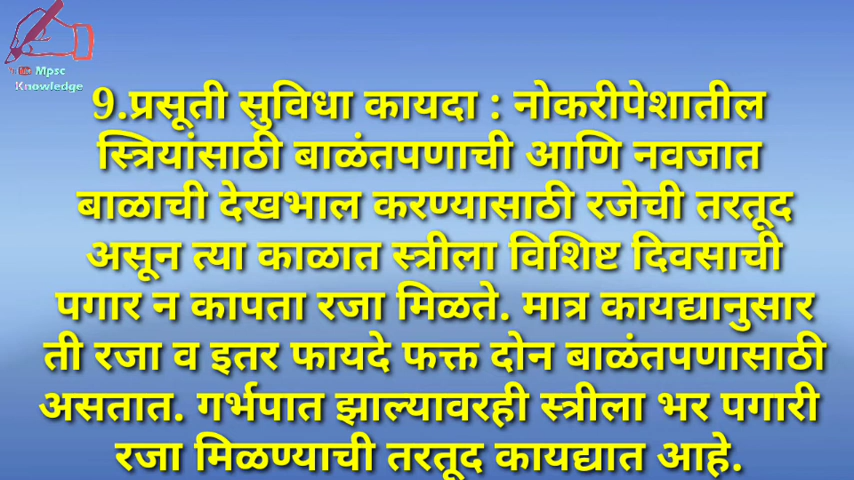 Mpsc
Knowledge
9.प्रसूती सुविधा कायदा : नोकरीपेशातील
स्त्रियांसाठी बाळंतपणाची आणि नवजात
बाळाची देखभाल करण्यासाठी रजेची तरतूद
असून त्या काळात स्त्रीला विशिष्ट दिवसाची
पगार न कापता रजा मिळते. मात्र कायद्यानुसार
ती रजा व इतर फायदे फक्त दोन बाळंतपणासाठी
असतात. गर्भपात झाल्यावरही स्त्रीला भर पगारी
रजा मिळण्याची तरतूद कायद्यात आहे.